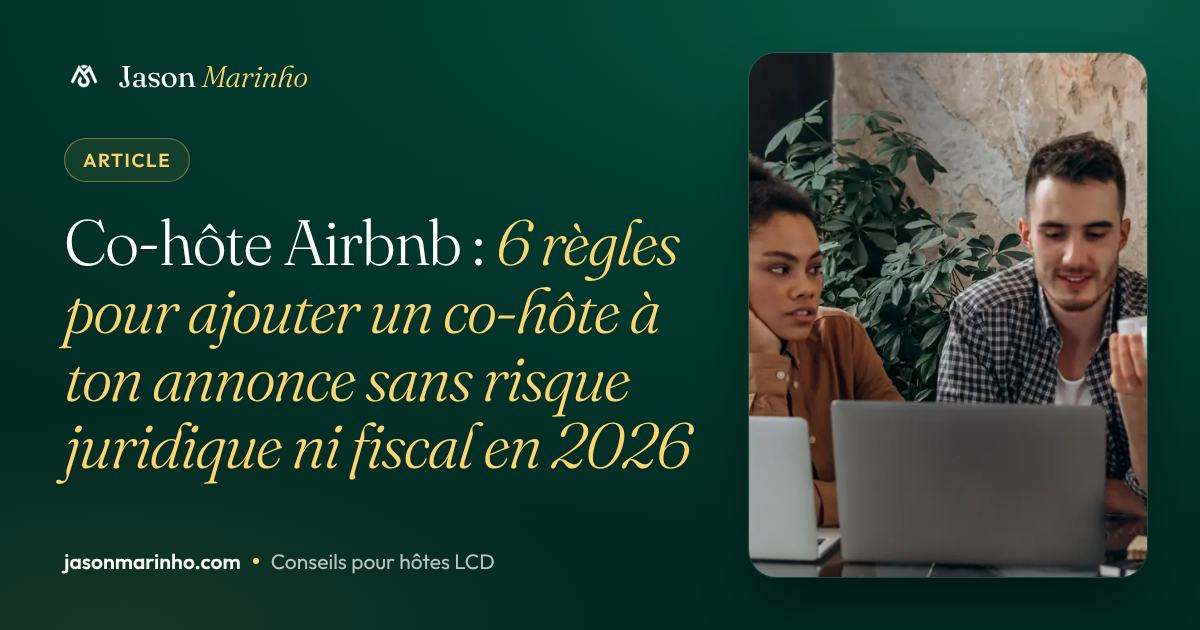 Jason Marinho
ARTICLE
Co-hôte Airbnb : 6 règles
pour ajouter un co-hôte à
ton annonce sans risque
juridique ni fiscal en 2026
jasonmarinho.com • Conseils pour hôtes LCD